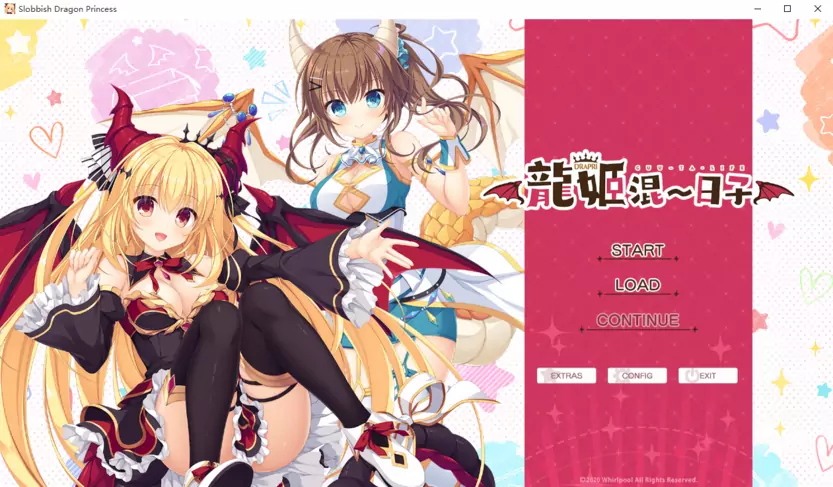 Slobbish Dragon Princess
DRAPRI
龍姫混〜日子
START
LOAD
CONTINUE
EXTRAS
CONFIG
EXIT
©2020 Whirlpool All Rights Reserved.